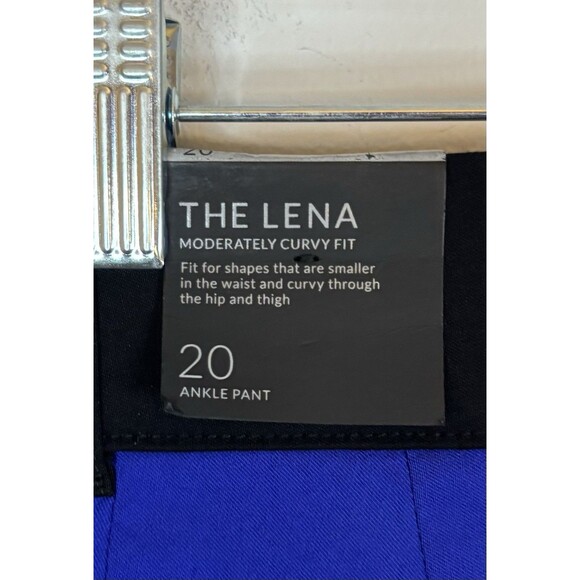 20
THE LENA
MODERATELY CURVY FIT
Fit for shapes that are smaller
in the waist and curvy through
the hip and thigh
20
ANKLE PANT